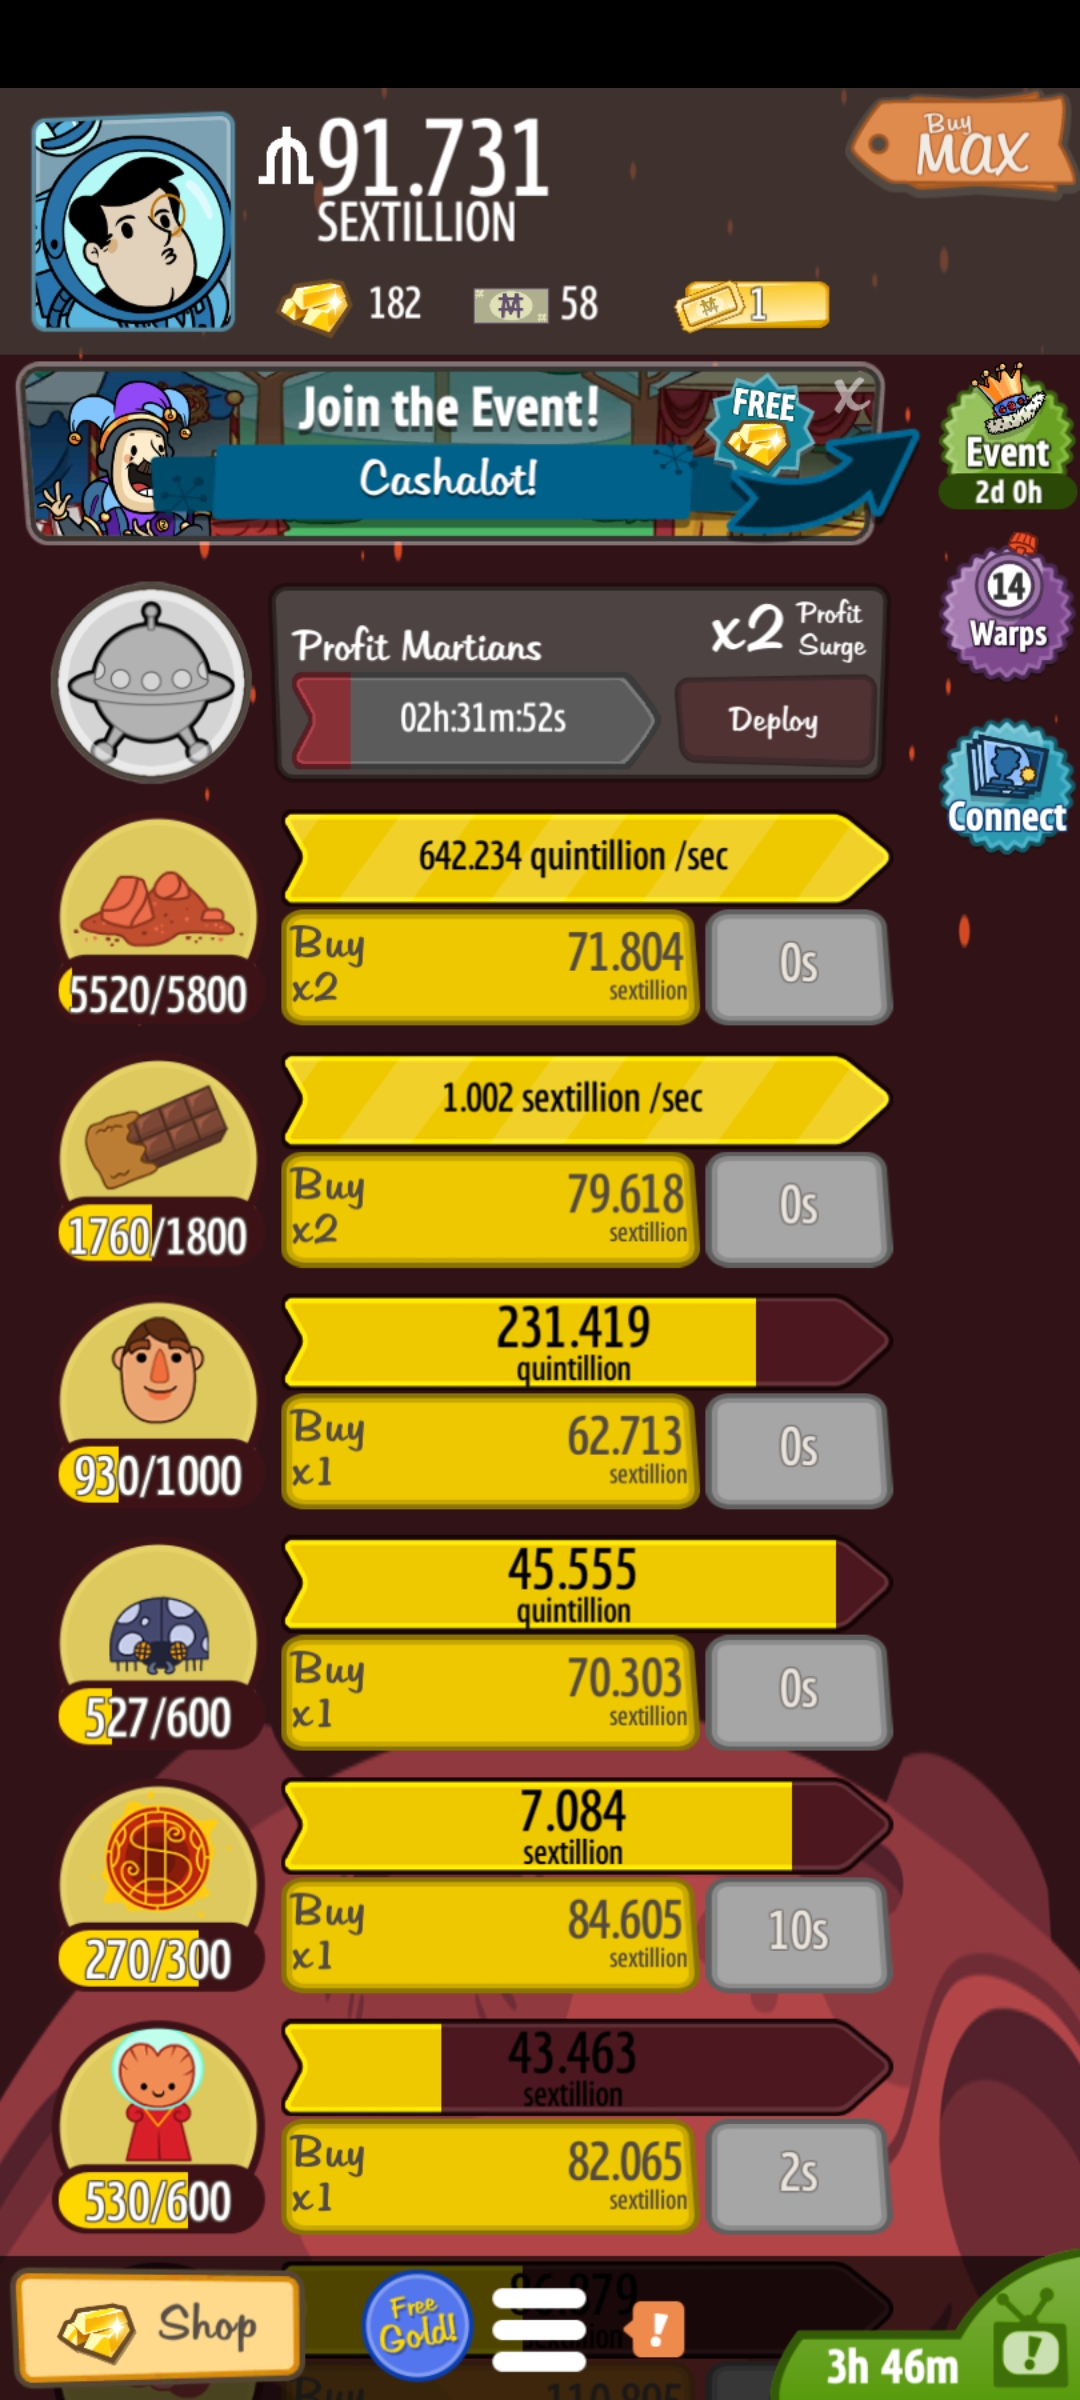 91.731
SEXTILLION
Buy
Max
182
58
1
Join the Event!
Cashalot!
FREE
X
Event
2d 0h
14
Warps
Connect
Profit Martians
x2 Profit Surge
02h:31m:52s
Deploy
642.234 quintillion /sec
5520/5800
Buy
x2
71.804
sextillion
0s
1.002 sextillion /sec
1760/1800
Buy
x2
79.618
sextillion
0s
231.419
quintillion
930/1000
Buy
x1
62.713
sextillion
0s
45.555
quintillion
527/600
Buy
x1
70.303
sextillion
0s
7.084
sextillion
270/300
Buy
x1
84.605
sextillion
10s
43.463
sextillion
530/600
Buy
x1
82.065
sextillion
2s
Shop
Free
Gold!
!
3h 46m
!
Buy